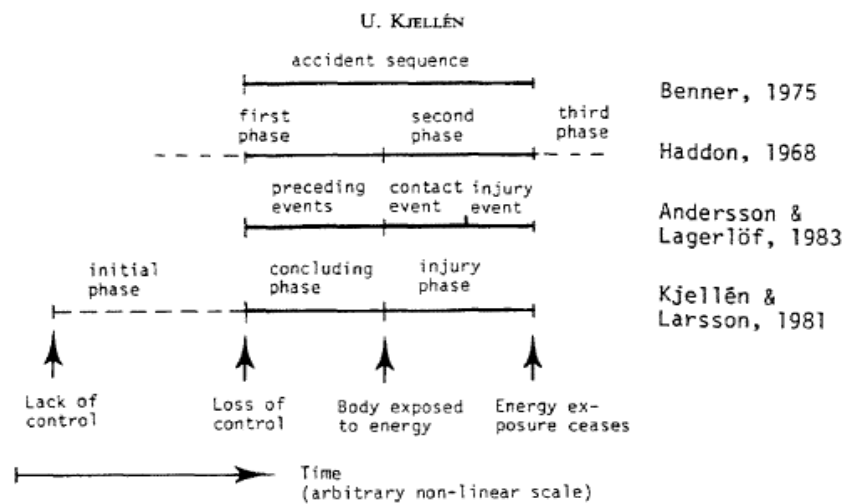 U. KJELLÉN
accident sequence
Benner, 1975
first phase
second phase
third phase
Haddon, 1968
preceding events
contact event
injury event
Andersson &
Lagerlöf, 1983
initial phase
concluding phase
injury phase
Kjellén &
Larsson, 1981
Lack of
control
Loss of
control
Body exposed
to energy
Energy ex-
posure ceases
Time
(arbitrary non-linear scale)